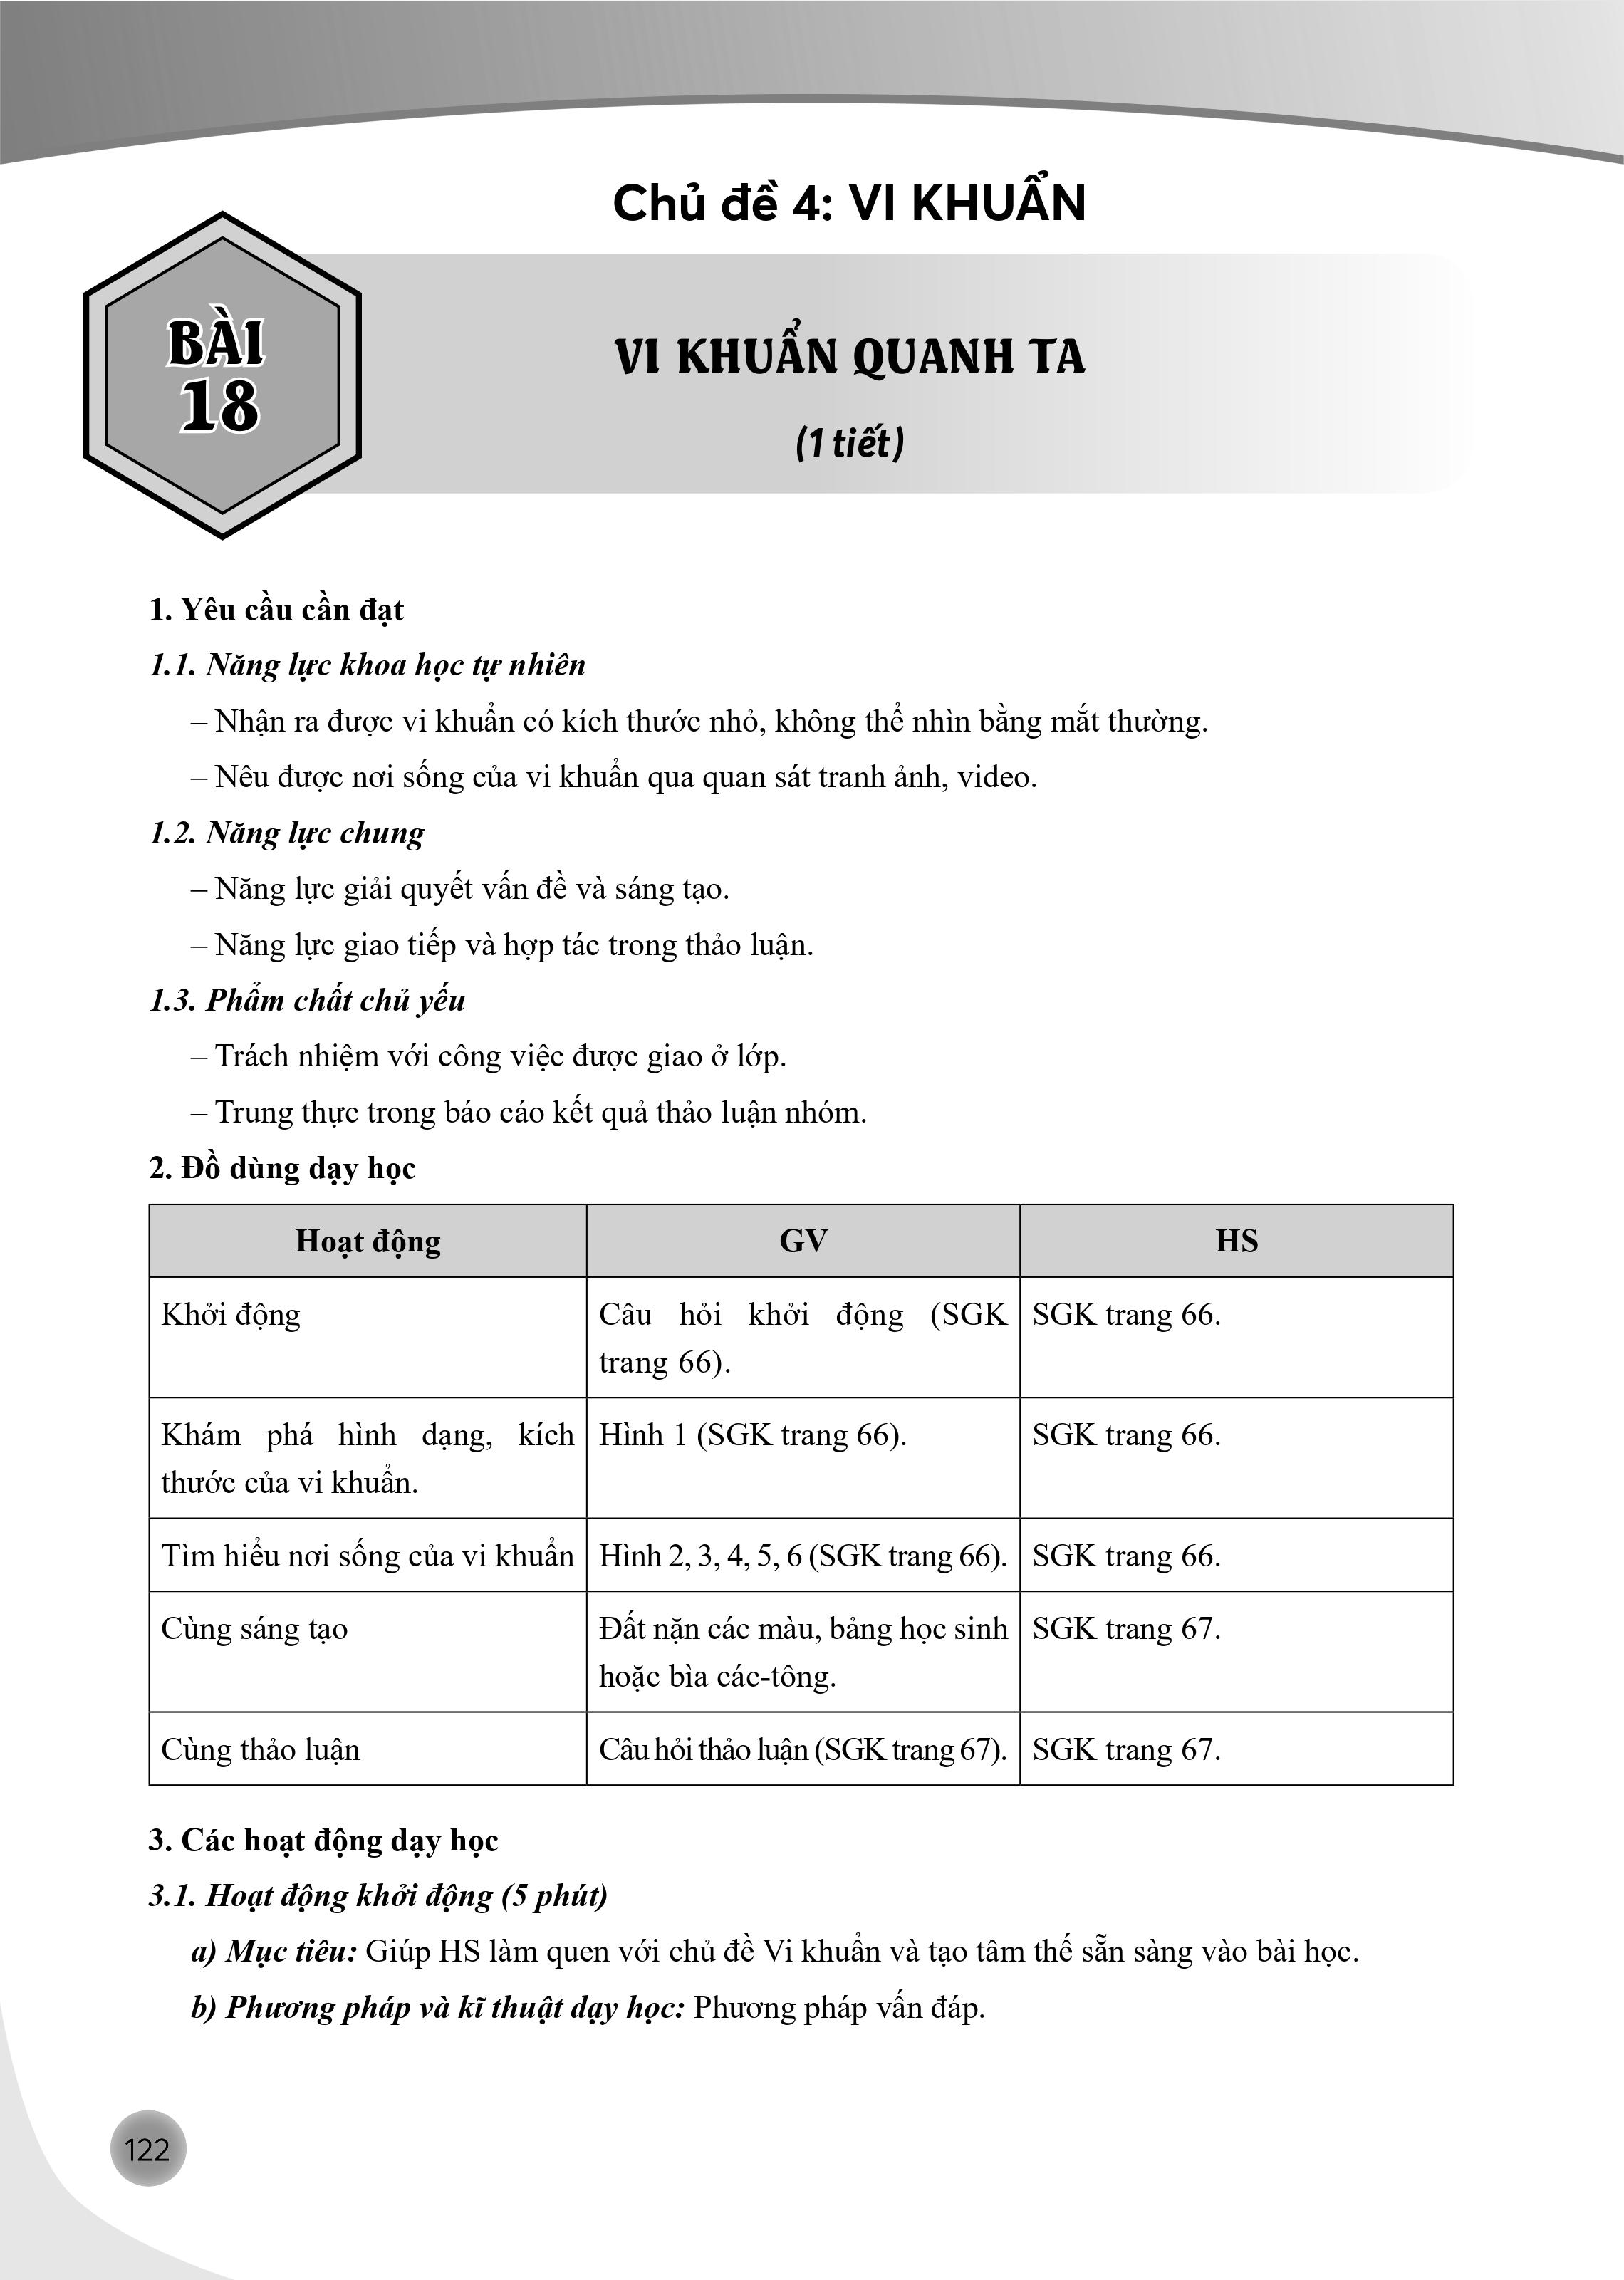 Chủ đề 4: VI KHUẨN
BÀI
18
VI KHUẨN QUANH TA
(1 tiết)
1. Yêu cầu cần đạt
1.1. Năng lực khoa học tự nhiên
– Nhận ra được vi khuẩn có kích thước nhỏ, không thể nhìn bằng mắt thường.
– Nêu được nơi sống của vi khuẩn qua quan sát tranh ảnh, video.
1.2. Năng lực chung
– Năng lực giải quyết vấn đề và sáng tạo.
– Năng lực giao tiếp và hợp tác trong thảo luận.
1.3. Phẩm chất chủ yếu
– Trách nhiệm với công việc được giao ở lớp.
– Trung thực trong báo cáo kết quả thảo luận nhóm.
2. Đồ dùng dạy học
Hoạt động GV HS
Khởi động Câu hỏi khởi động (SGK SGK trang 66.
trang 66).
Khám phá hình dạng, kích Hình 1 (SGK trang 66). SGK trang 66.
thước của vi khuẩn.
Tìm hiểu nơi sống của vi khuẩn Hình 2, 3, 4, 5, 6 (SGK trang 66). SGK trang 66.
Cùng sáng tạo Đất nặn các màu, bảng học sinh SGK trang 67.
hoặc bìa các-tông.
Cùng thảo luận Câu hỏi thảo luận (SGK trang 67). SGK trang 67.
3. Các hoạt động dạy học
3.1. Hoạt động khởi động (5 phút)
a) Mục tiêu: Giúp HS làm quen với chủ đề Vi khuẩn và tạo tâm thế sẵn sàng vào bài học.
b) Phương pháp và kĩ thuật dạy học: Phương pháp vấn đáp.
122